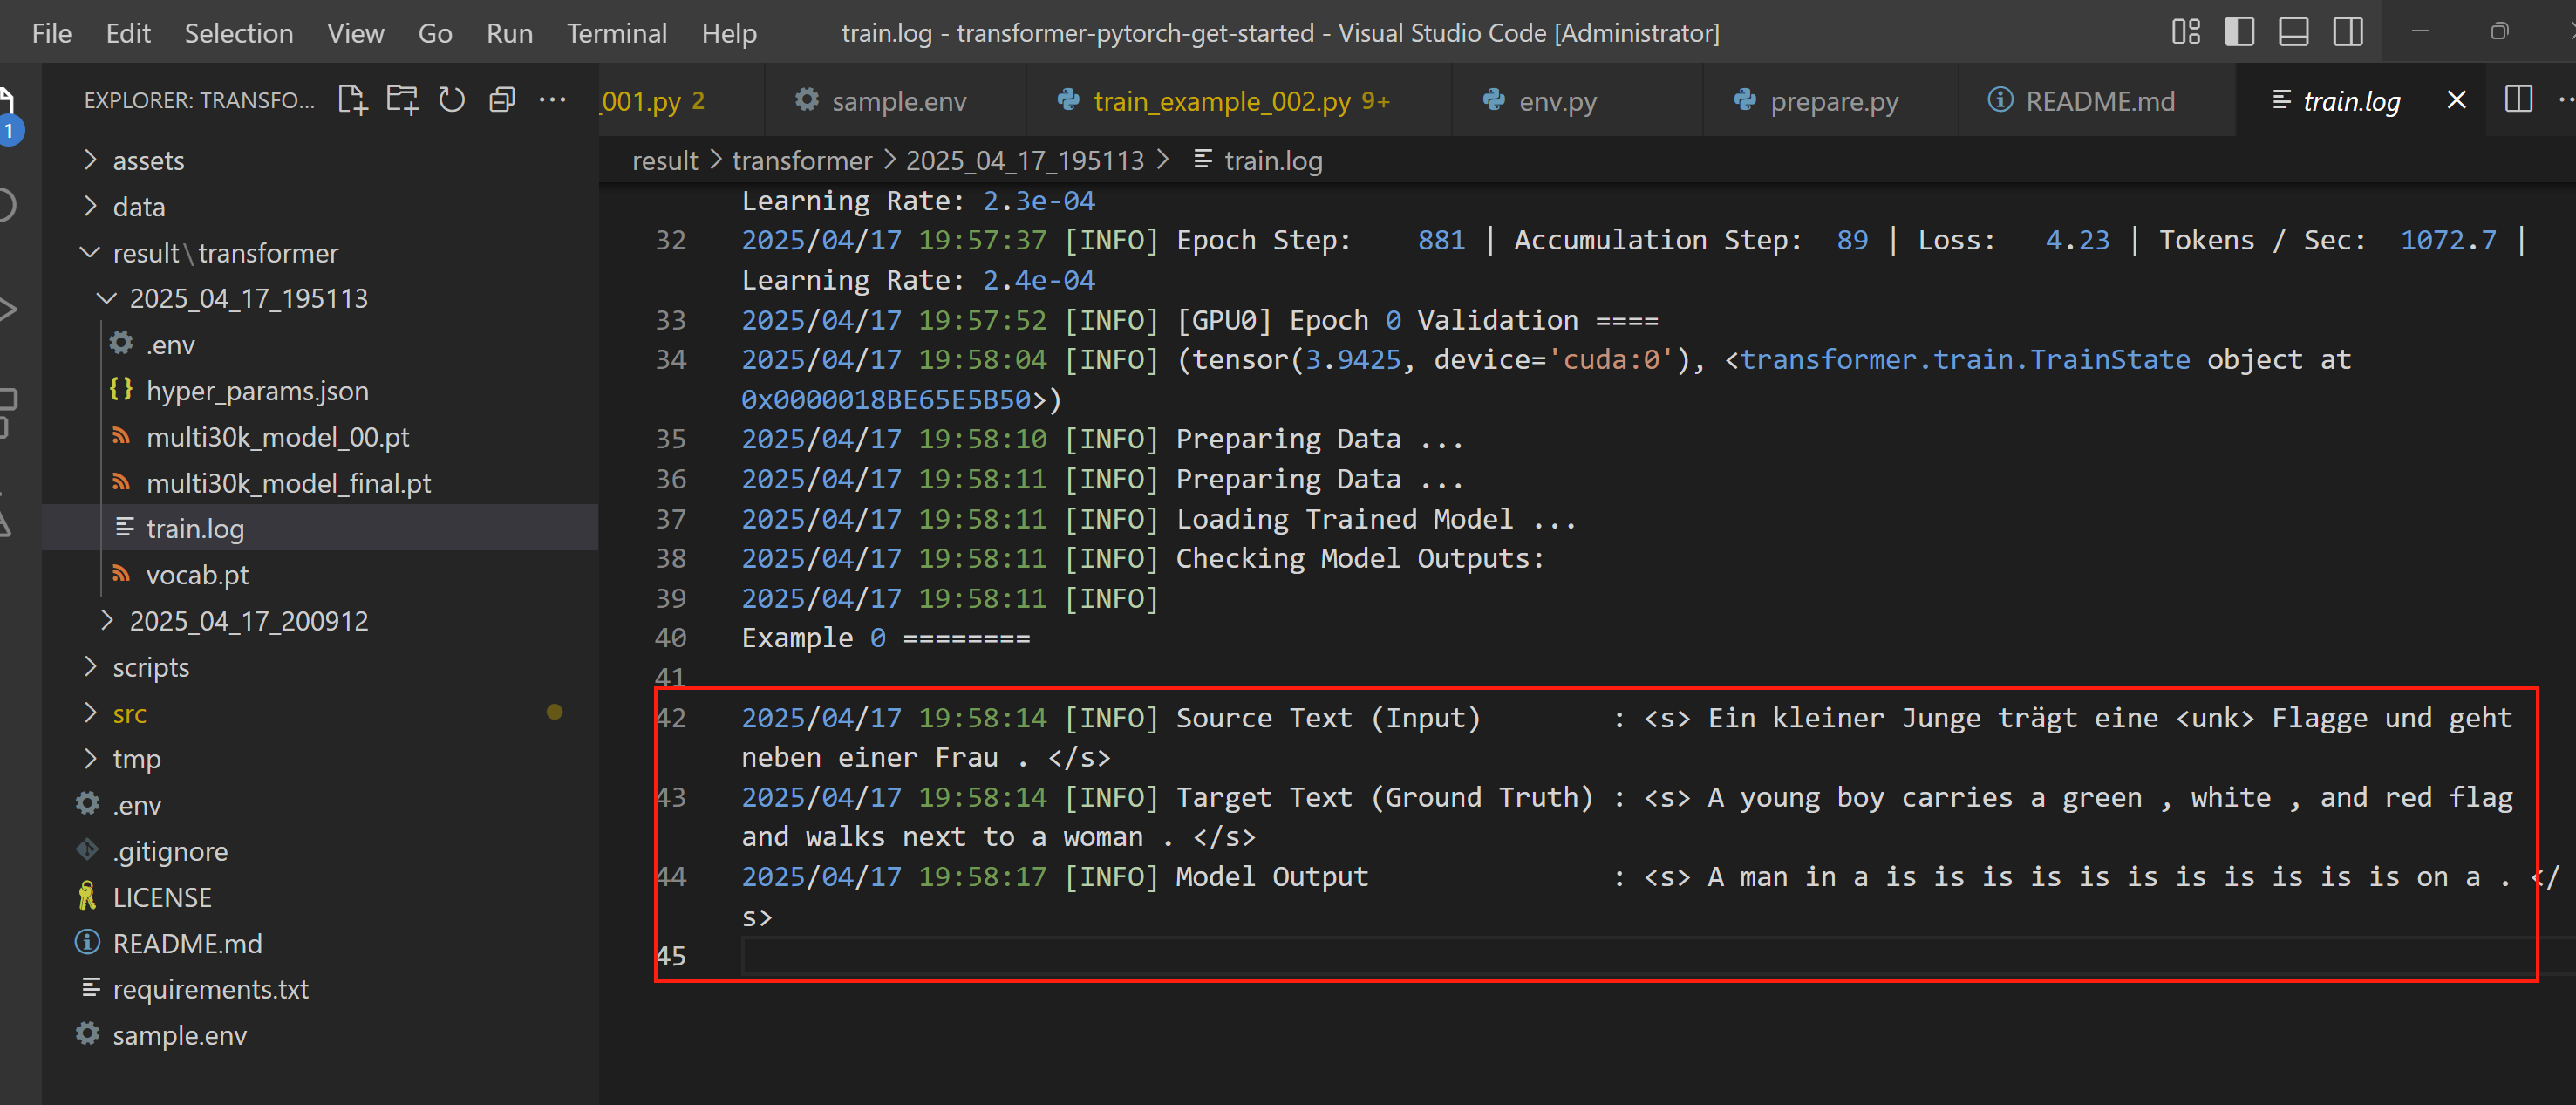 File Edit Selection View Go Run Terminal Help train.log - transformer-pytorch-get-started - Visual Studio Code [Administrator]
EXPLORER: TRANSFO...
_001.py 2 sample.env train_example_002.py 9+ env.py prepare.py README.md train.log
1
result > transformer > 2025_04_17_195113 > train.log
assets
data
result\transformer
2025_04_17_195113
.env
hyper_params.json
multi30k_model_00.pt
multi30k_model_final.pt
train.log
vocab.pt
2025_04_17_200912
scripts
src
tmp
.env
.gitignore
LICENSE
README.md
requirements.txt
sample.env
Learning Rate: 2.3e-04
32 2025/04/17 19:57:37 [INFO] Epoch Step: 881 | Accumulation Step: 89 | Loss: 4.23 | Tokens / Sec: 1072.7 |
Learning Rate: 2.4e-04
33 2025/04/17 19:57:52 [INFO] [GPU0] Epoch 0 Validation ====
34 2025/04/17 19:58:04 [INFO] (tensor(3.9425, device='cuda:0'), <transformer.train.TrainState object at
0x0000018BE65E5B50>)
35 2025/04/17 19:58:10 [INFO] Preparing Data ...
36 2025/04/17 19:58:11 [INFO] Preparing Data ...
37 2025/04/17 19:58:11 [INFO] Loading Trained Model ...
38 2025/04/17 19:58:11 [INFO] Checking Model Outputs:
39 2025/04/17 19:58:11 [INFO]
40 Example 0 ========
41
42 2025/04/17 19:58:14 [INFO] Source Text (Input) : <s> Ein kleiner Junge trägt eine <unk> Flagge und geht
neben einer Frau . </s>
43 2025/04/17 19:58:14 [INFO] Target Text (Ground Truth) : <s> A young boy carries a green , white , and red flag
and walks next to a woman . </s>
44 2025/04/17 19:58:17 [INFO] Model Output : <s> A man in a is is is is is is is is is is is on a . </
s>
45